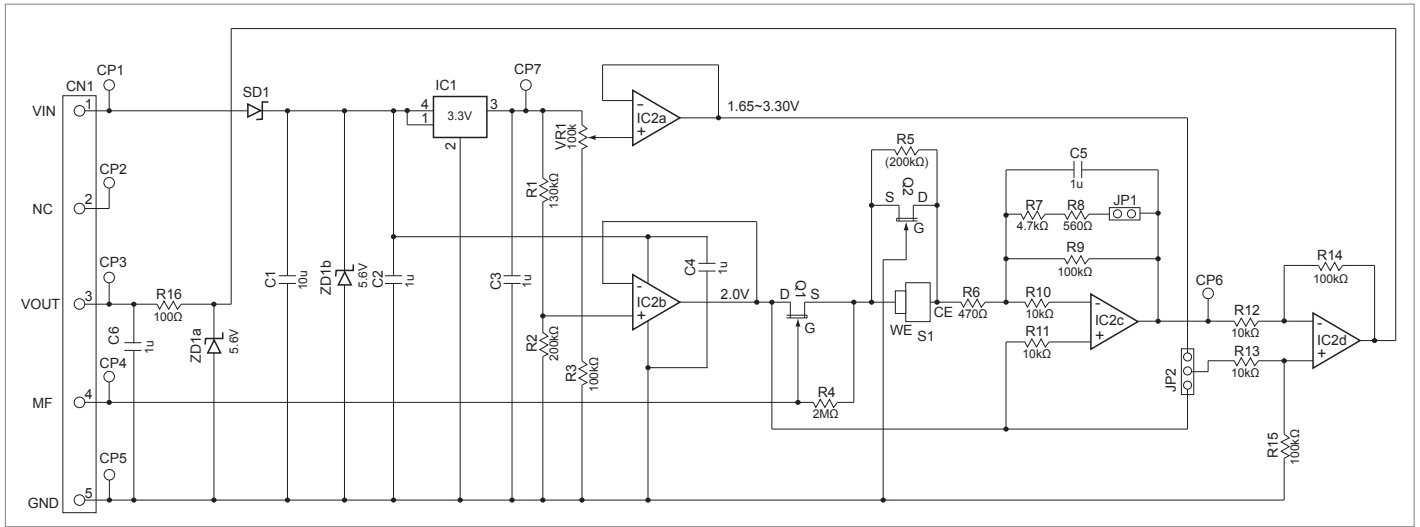 CN1
CP1
VIN
1
CP2
NC
2
CP3
VOUT
3
CP4
MF
4
CP5
GND
5
R16
100Ω
C6
1u
ZD1a
5.6V
SD1
C1
10u
ZD1b
5.6V
C2
1u
IC1
4
1
3.3V
3
2
CP7
C3
1u
R1
130kΩ
R2
200kΩ
VR1
100k
R3
100kΩ
-
+
IC2a
1.65~3.30V
-
+
IC2b
C4
1u
2.0V
Q1
D
S
G
R4
2MΩ
R5
(200kΩ)
Q2
S
D
G
WE
CE
S1
R6
470Ω
C5
1u
R7
4.7kΩ
R8
560Ω
JP1
R9
100kΩ
R10
10kΩ
R11
10kΩ
-
+
IC2c
CP6
R12
10kΩ
R13
10kΩ
JP2
R14
100kΩ
-
+
IC2d
R15
100kΩ